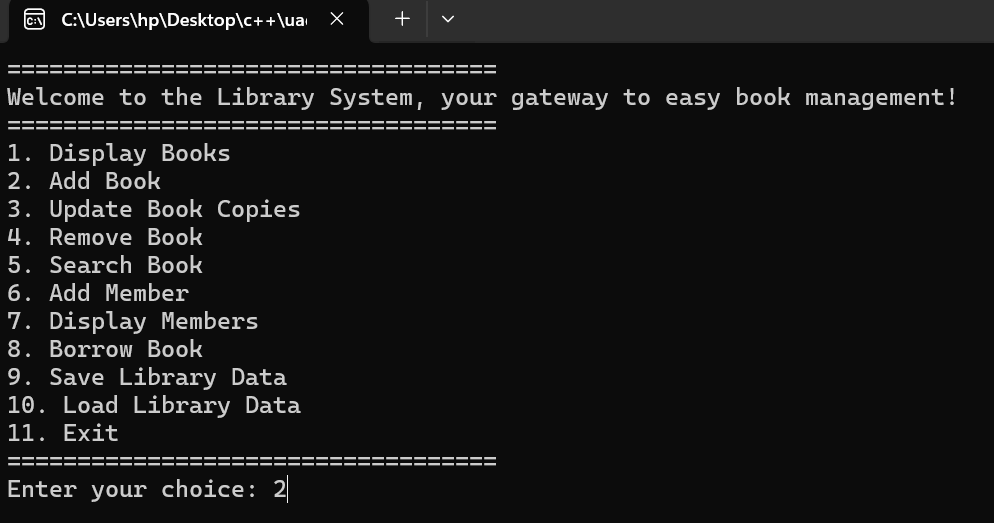 C:\Users\hp\Desktop\c++\ua
===================================
Welcome to the Library System, your gateway to easy book management!
===================================
1. Display Books
2. Add Book
3. Update Book Copies
4. Remove Book
5. Search Book
6. Add Member
7. Display Members
8. Borrow Book
9. Save Library Data
10. Load Library Data
11. Exit
===================================
Enter your choice: 2